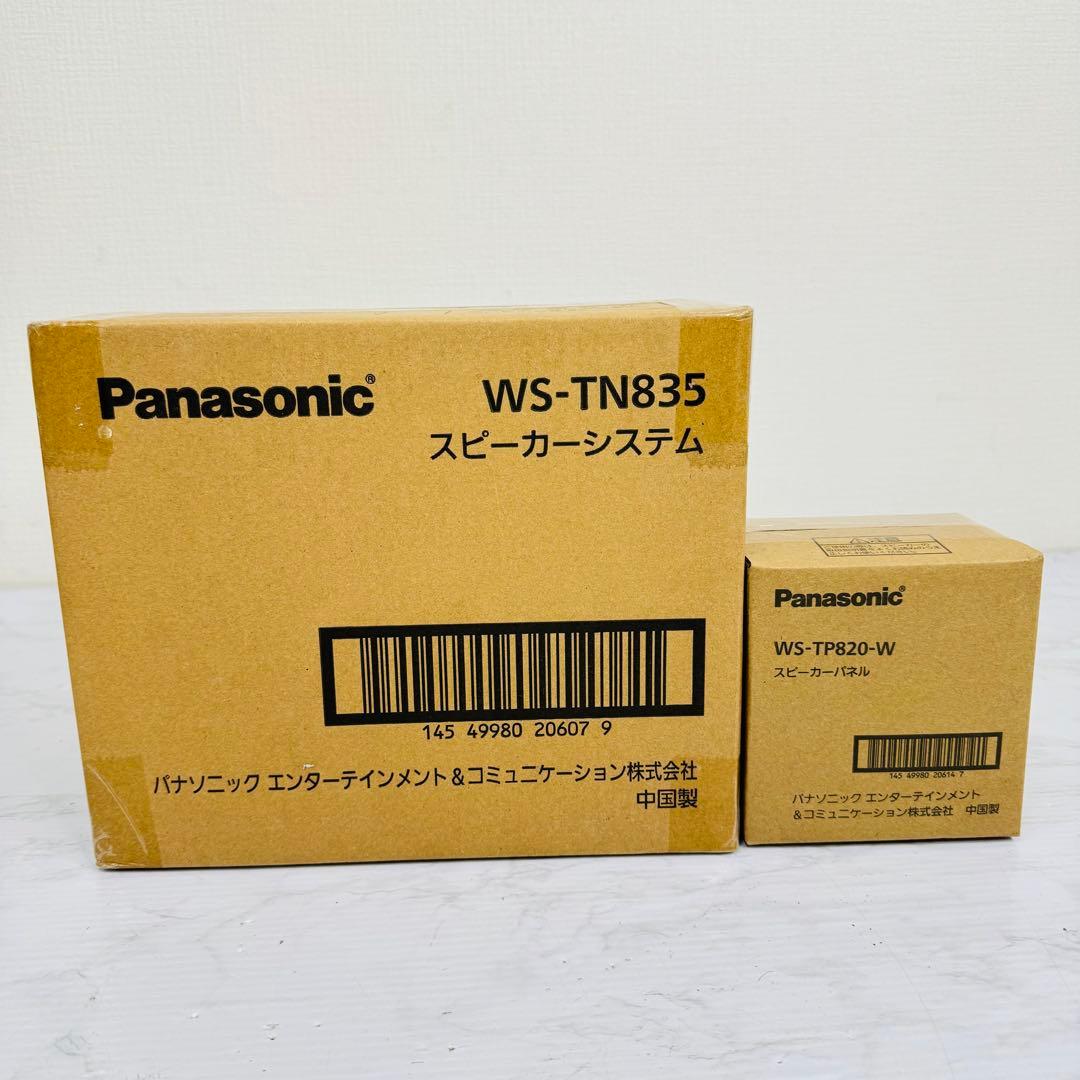 Panasonic®
WS-TN835
スピーカーシステム
145 49980 20607 9
パナソニック エンターテインメント&コミュニケーション株式会社
中国製
Panasonic®
WS-TP820-W
スピーカーパネル
145 49980 20614 7
パナソニック エンターテインメント
&コミュニケーション株式会社 中国製